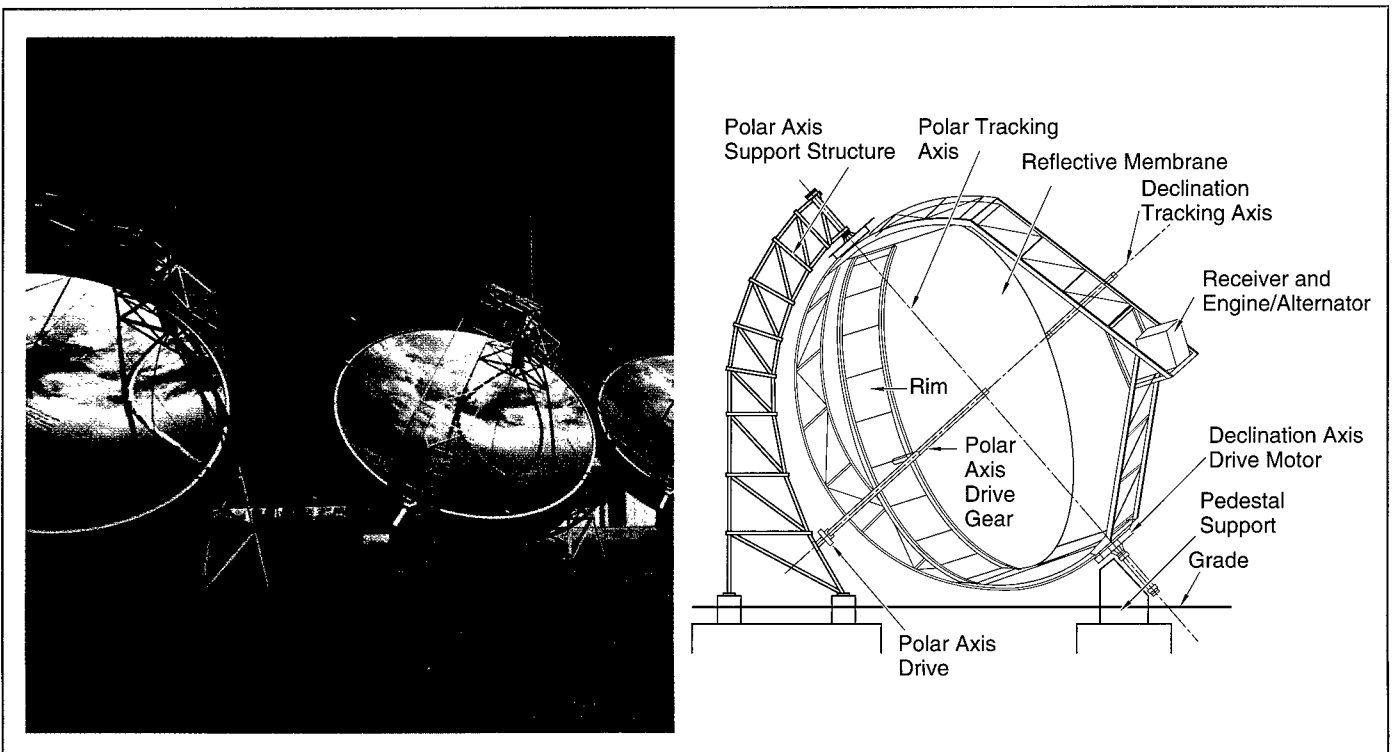 Polar Axis
Support Structure
Polar Tracking
Axis
Reflective Membrane
Declination
Tracking Axis
Receiver and
Engine/Alternator
Rim
Polar
Axis
Drive
Gear
Declination Axis
Drive Motor
Pedestal
Support
Grade
Polar Axis
Drive